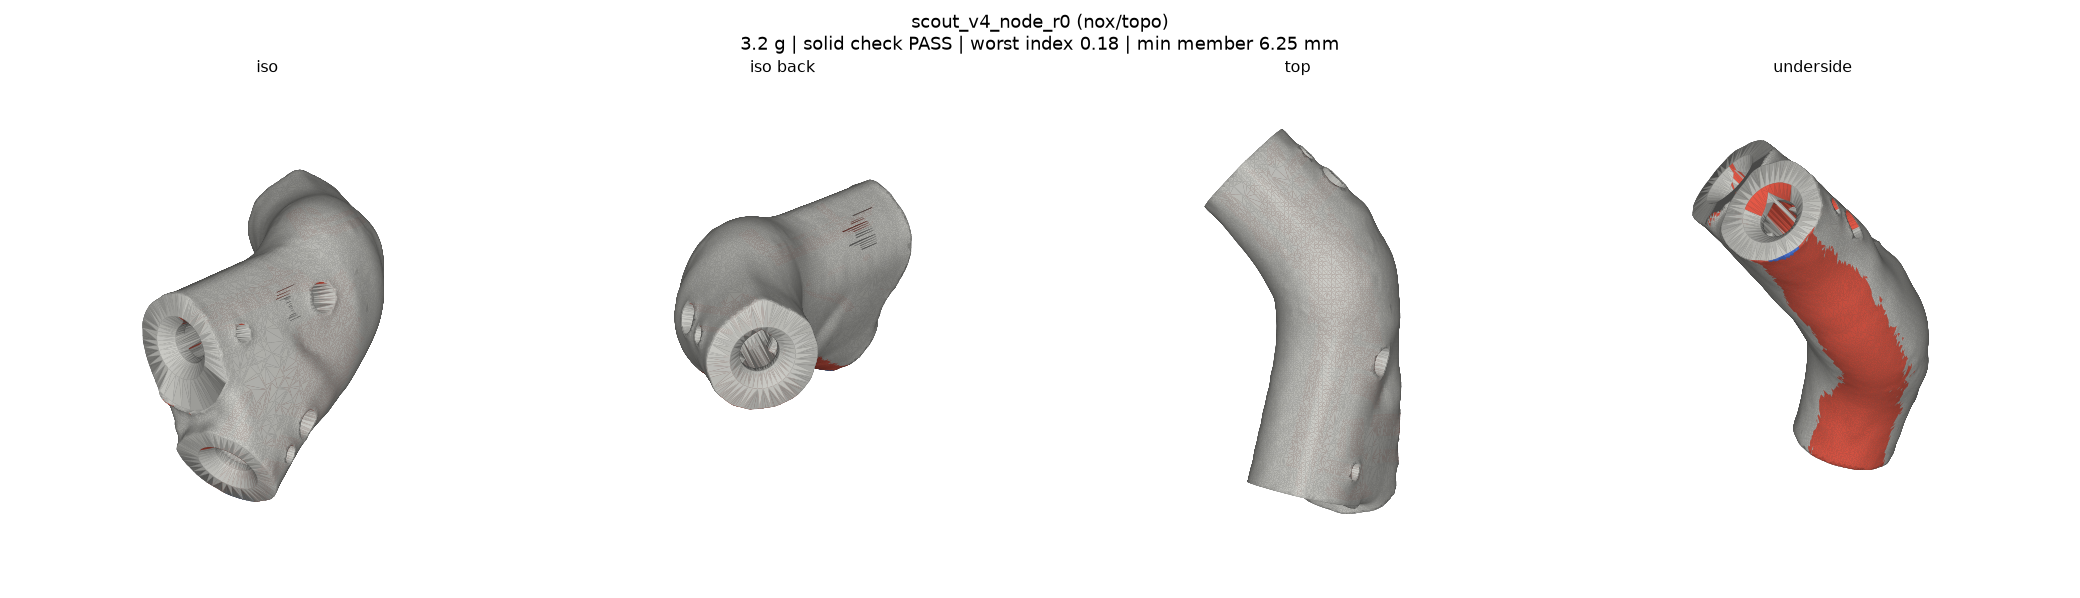 scout_v4_node_r0 (nox/topo)
3.2 g | solid check PASS | worst index 0.18 | min member 6.25 mm
iso
iso back
top
underside